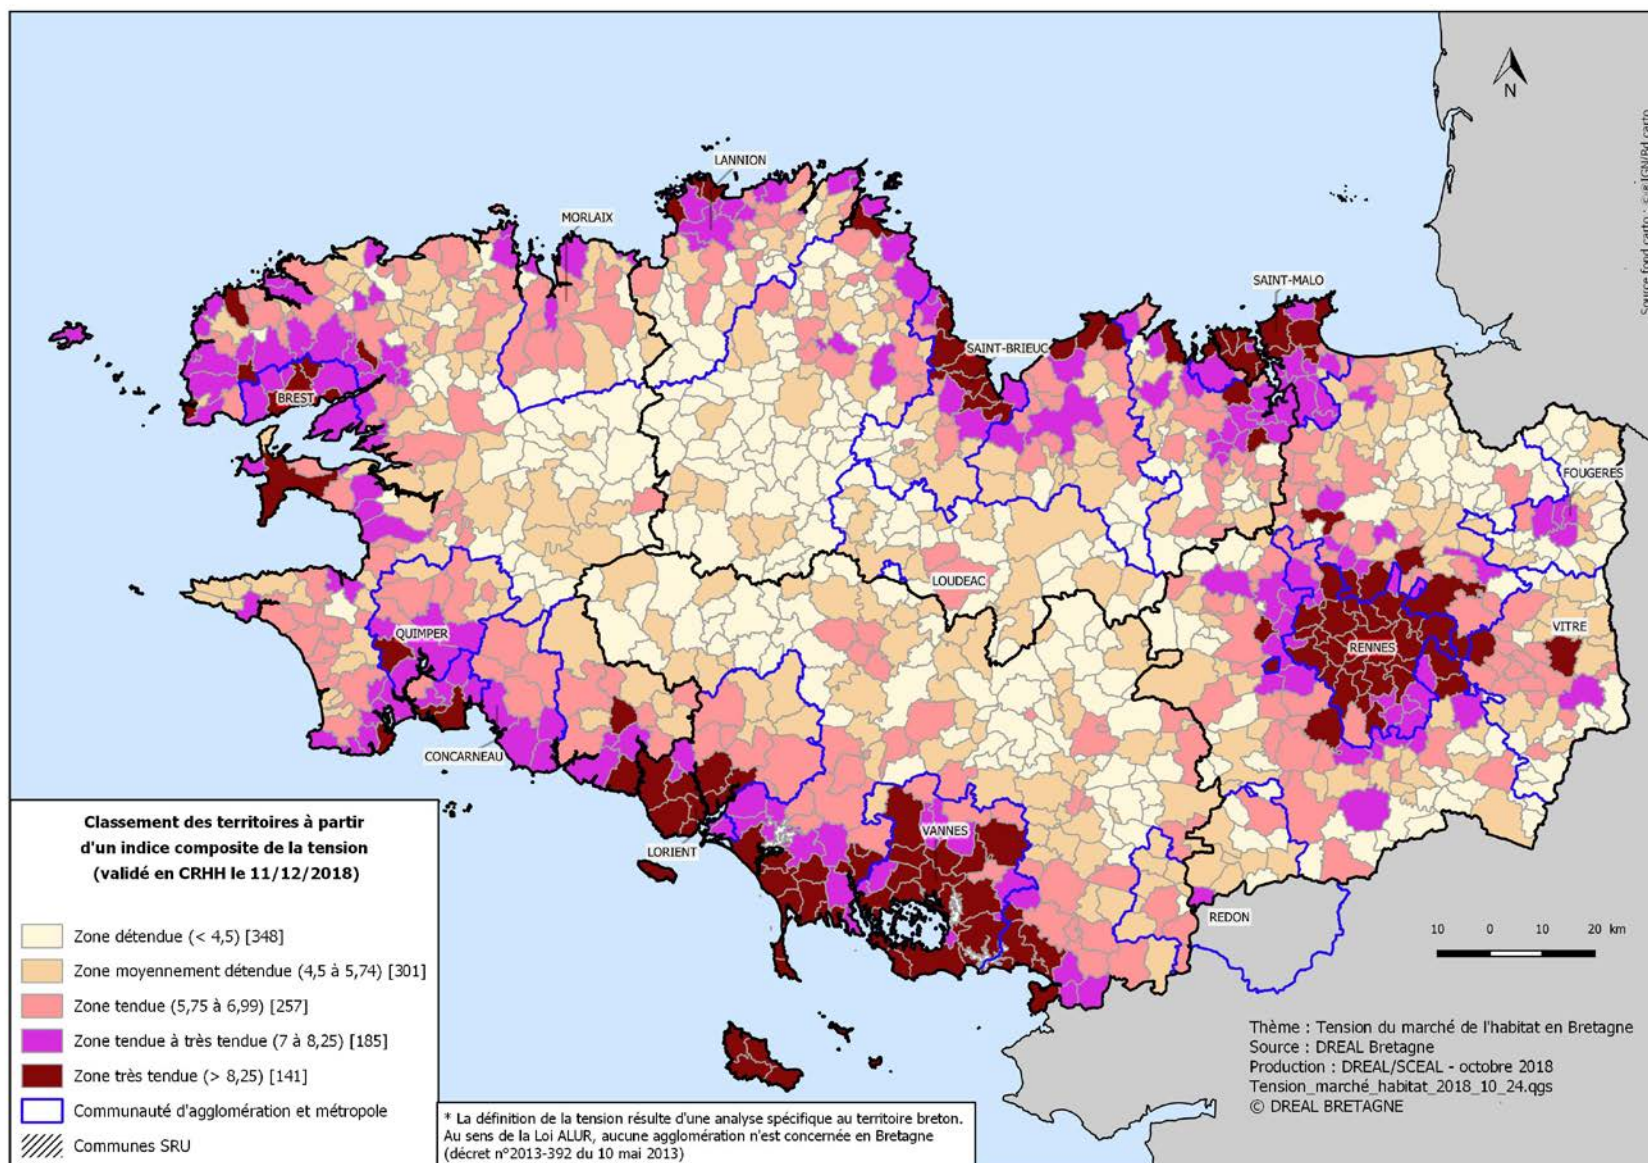 N
Source fond carto : ©®IGN/Bd carto
LANNION
MORLAIX
SAINT-MALO
SAINT-BRIEUC
BREST
FOUGERES
LOUDEAC
QUIMPER
VITRE
RENNES
CONCARNEAU
VANNES
LORIENT
REDON
Classement des territoires à partir
d'un indice composite de la tension
(validé en CRHH le 11/12/2018)
Zone détendue (< 4,5) [348]
Zone moyennement détendue (4,5 à 5,74) [301]
Zone tendue (5,75 à 6,99) [257]
Zone tendue à très tendue (7 à 8,25) [185]
Zone très tendue (> 8,25) [141]
Communauté d'agglomération et métropole
Communes SRU
* La définition de la tension résulte d'une analyse spécifique au territoire breton.
Au sens de la Loi ALUR, aucune agglomération n'est concernée en Bretagne
(décret n°2013-392 du 10 mai 2013)
10 0 10 20 km
Thème : Tension du marché de l'habitat en Bretagne
Source : DREAL Bretagne
Production : DREAL/SCEAL - octobre 2018
Tension_marché_habitat_2018_10_24.qgs
© DREAL BRETAGNE